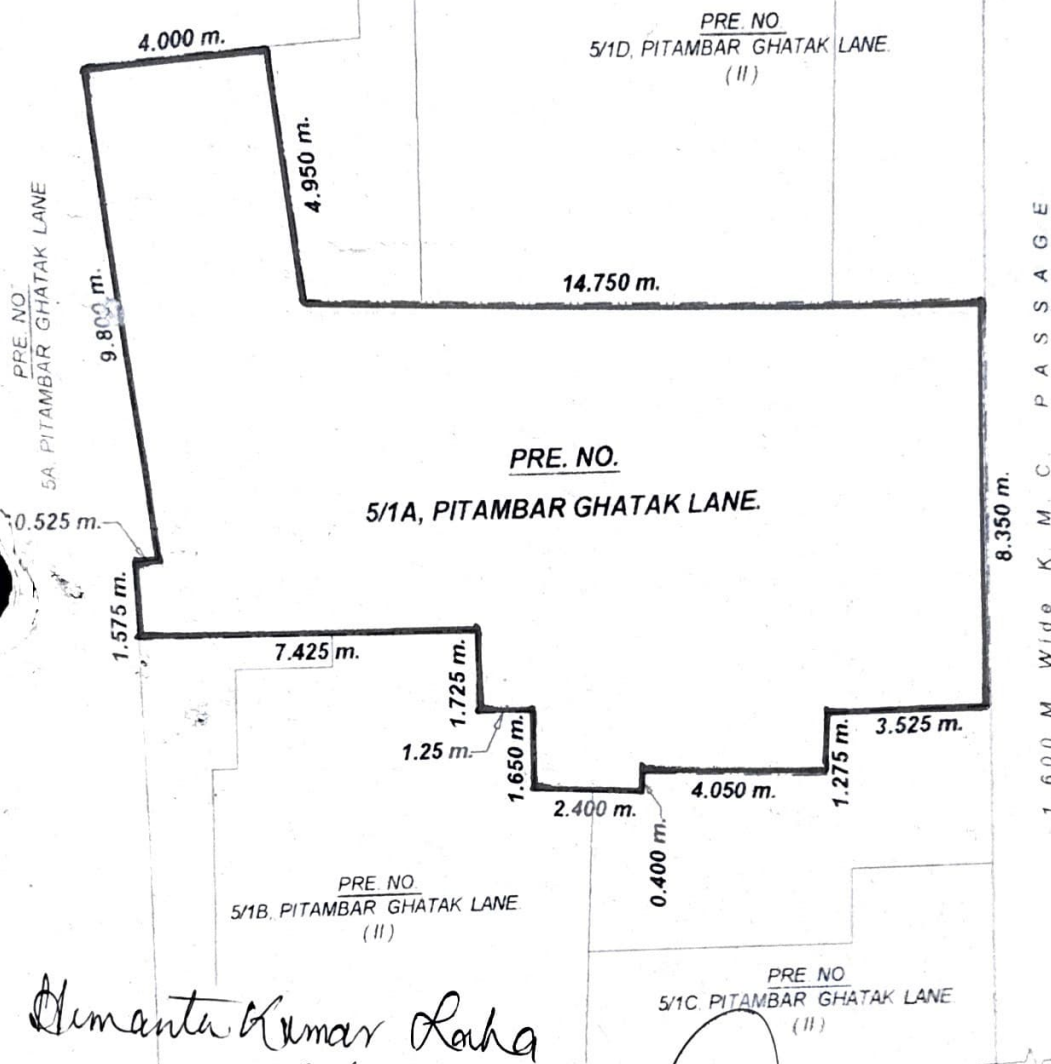 4.000 m.
PRE. NO
5/1D, PITAMBAR GHATAK LANE.
(II)
4.950 m.
PRE. NO
5A, PITAMBAR GHATAK LANE
9.800 m.
14.750 m.
1.600 M. Wide K. M. C. PASSAGE
PRE. NO.
5/1A, PITAMBAR GHATAK LANE.
8.350 m.
0.525 m.
1.575 m.
7.425 m.
1.725 m.
1.25 m.
1.650 m.
2.400 m.
0.400 m.
4.050 m.
1.275 m.
3.525 m.
PRE. NO.
5/1B, PITAMBAR GHATAK LANE
(II)
PRE. NO
5/1C PITAMBAR GHATAK LANE
(II)
Himanta Kumar